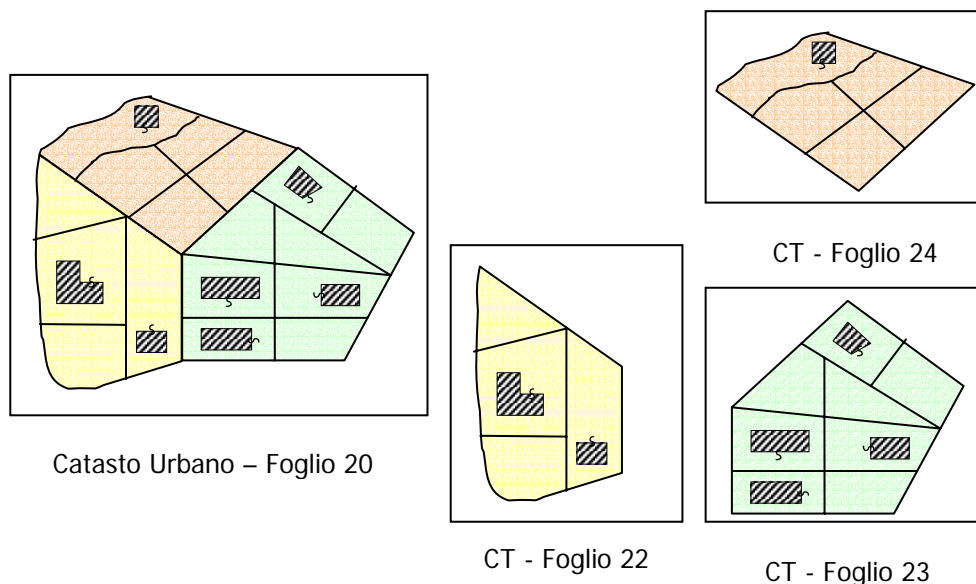 CT - Foglio 24
Catasto Urbano – Foglio 20
CT - Foglio 22
CT - Foglio 23